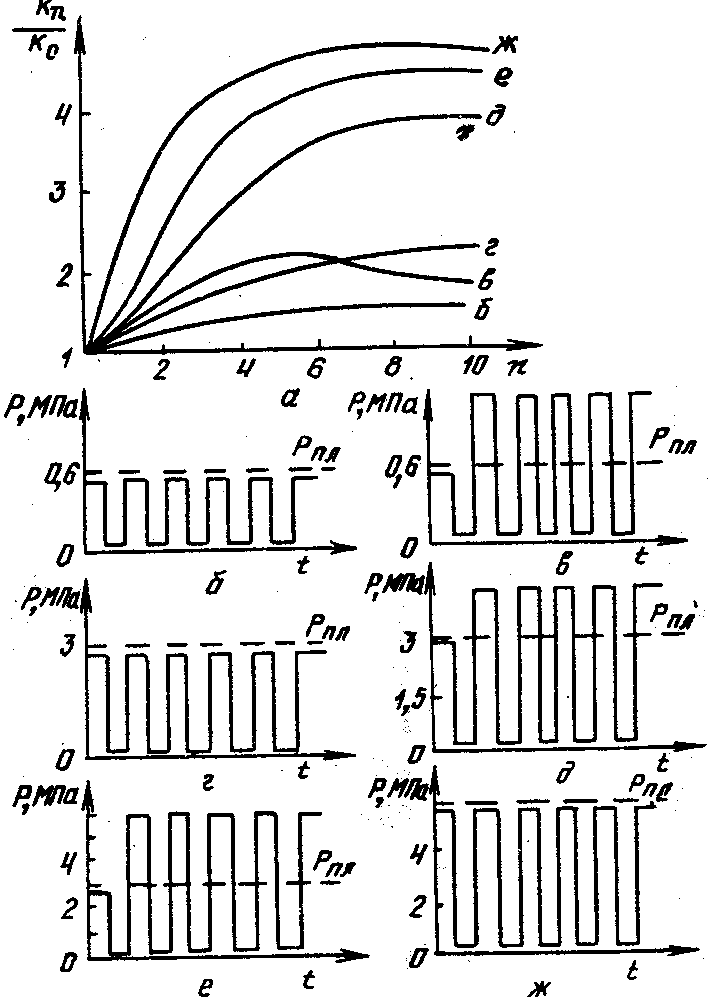 Kп
K₀
4
3
2
1
ж
е
д
г
в
б
2 4 6 8 10 n
а
P,МПа
0,6
0
Pпл
t
б
P,МПа
0,6
0
Pпл
t
в
P,МПа
3
0
Pпл
t
г
P,МПа
3
1,5
0
Pпл
t
д
P,МПа
4
2
0
Pпл
t
е
P,МПа
4
2
0
Pпл
t
ж